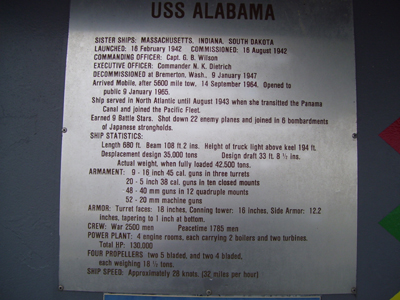 USS ALABAMA
SISTER SHIPS: MASSACHUSETTS, INDIANA, SOUTH DAKOTA
LAUNCHED: 16 February 1942 COMMISSIONED: 16 August 1942
COMMANDING OFFICER: Capt. G. B. Wilson
EXECUTIVE OFFICER: Commander N. K. Dietrich
DECOMMISSIONED at Bremerton, Wash., 9 January 1947
Arrived Mobile, after 5600 mile tow, 14 September 1964. Opened to
public 9 January 1965.
Ship served in North Atlantic until August 1943 when she transitted the Panama
Canal and joined the Pacific Fleet.
Earned 9 Battle Stars. Shot down 22 enemy planes and joined in 6 bombardments
of Japanese strongholds.
SHIP STATISTICS:
Length 680 ft. Beam 108 ft. 2 ins. Height of truck light above keel 194 ft.
Desplacement design 35,000 tons Design draft 33 ft. 8 ½ ins.
Actual weight, when fully loaded 42,500 tons.
ARMAMENT: 9 - 16 inch 45 cal. guns in three turrets
20 - 5 inch 38 cal. guns in ten closed mounts
48 - 40 mm guns in 12 quadruple mounts
52 - 20 mm machine guns
ARMOR: Turret faces: 18 inches, Conning tower: 16 inches, Side Armor: 12.2
inches, tapering to 1 inch at bottom.
CREW: War 2500 men Peacetime 1785 men
POWER PLANT: 4 engine rooms, each carrying 2 boilers and two turbines.
Total HP: 130,000
FOUR PROPELLERS: two 5 bladed, and two 4 bladed,
each weighing 18 ½ tons.
SHIP SPEED: Approximately 28 knots. (32 miles per hour)